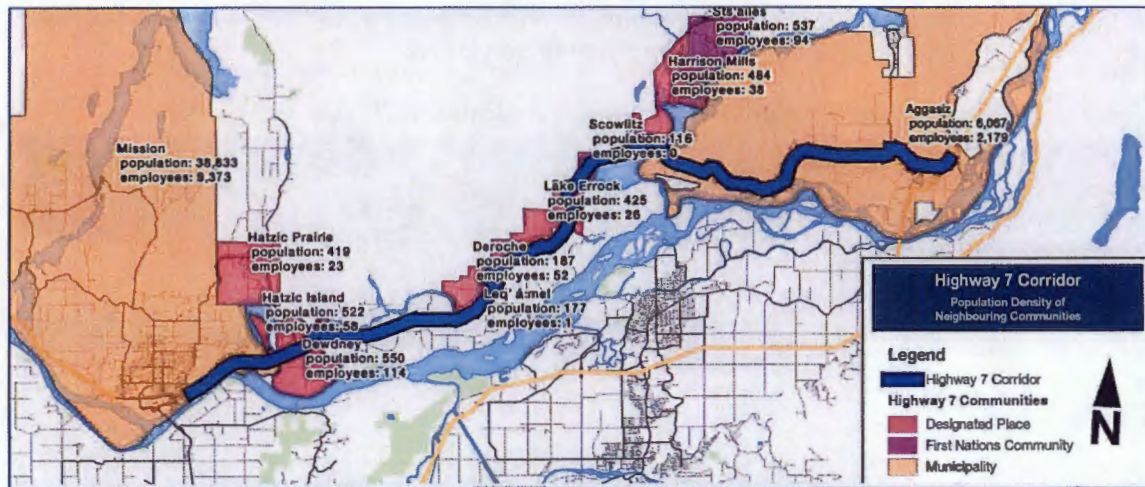 Sts'ailes
population: 537
employees: 94
Harrison Mills
population: 484
employees: 38
Aggasiz
population: 6,067
employees: 2,179
Scowlitz
population: 116
employees: 0
Mission
population: 38,833
employees: 9,373
Lake Errock
population: 425
employees: 26
Hatzic Prairie
population: 419
employees: 23
Deroche
population: 187
employees: 52
Leq' á:mel
population: 177
employees: 1
Hatzic Island
population: 522
employees: 58
Dewdney
population: 550
employees: 114
Highway 7 Corridor
Population Density of
Neighbouring Communities
Legend
Highway 7 Corridor
Highway 7 Communities
Designated Place
First Nations Community
Municipality
N